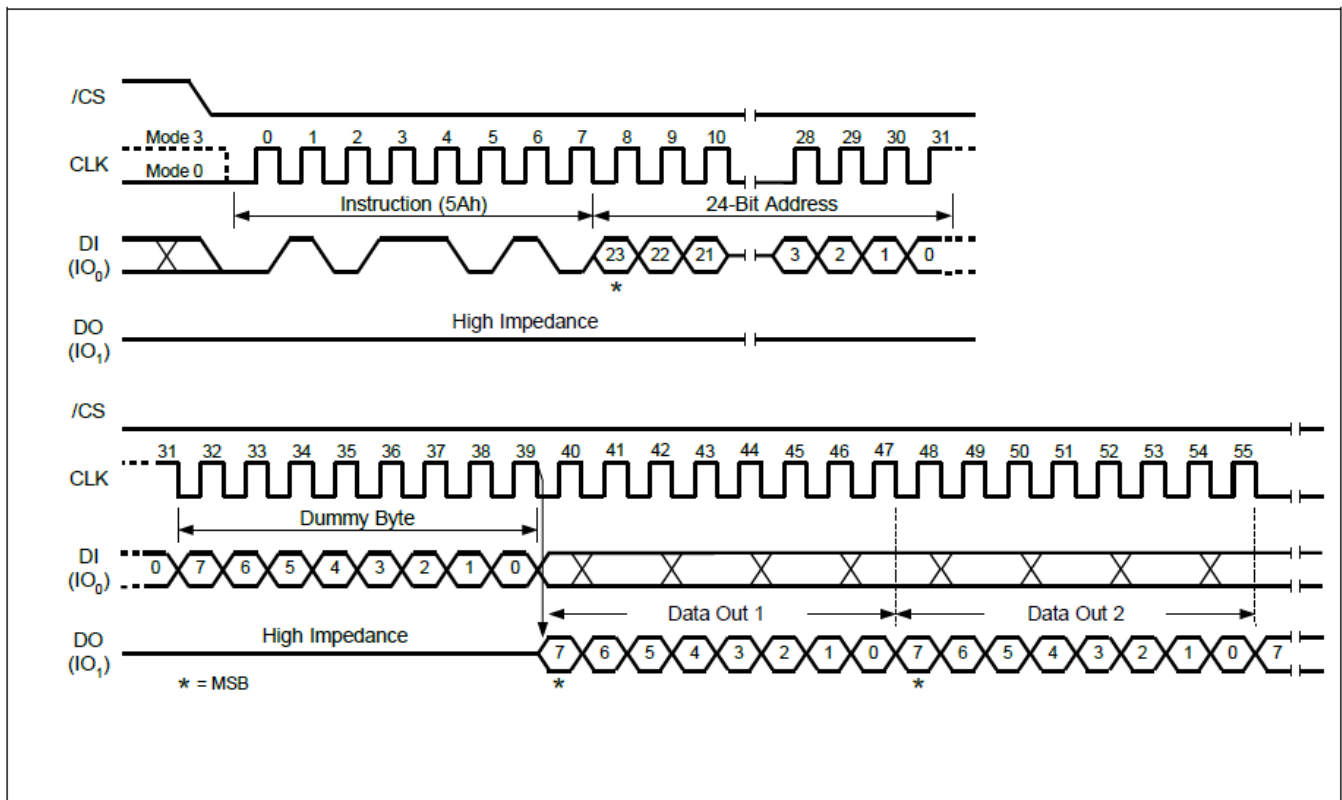 /CS
Mode 3 0 1 2 3 4 5 6 7 8 9 10 28 29 30 31
CLK
Mode 0
Instruction (5Ah) 24-Bit Address
DI
(IO0) 23 22 21 3 2 1 0
*
High Impedance
DO
(IO1)
/CS
31 32 33 34 35 36 37 38 39 40 41 42 43 44 45 46 47 48 49 50 51 52 53 54 55
CLK
Dummy Byte
DI
(IO0) 0 7 6 5 4 3 2 1 0
Data Out 1 Data Out 2
High Impedance
DO
(IO1) 7 6 5 4 3 2 1 0 7 6 5 4 3 2 1 0 7
* = MSB * *